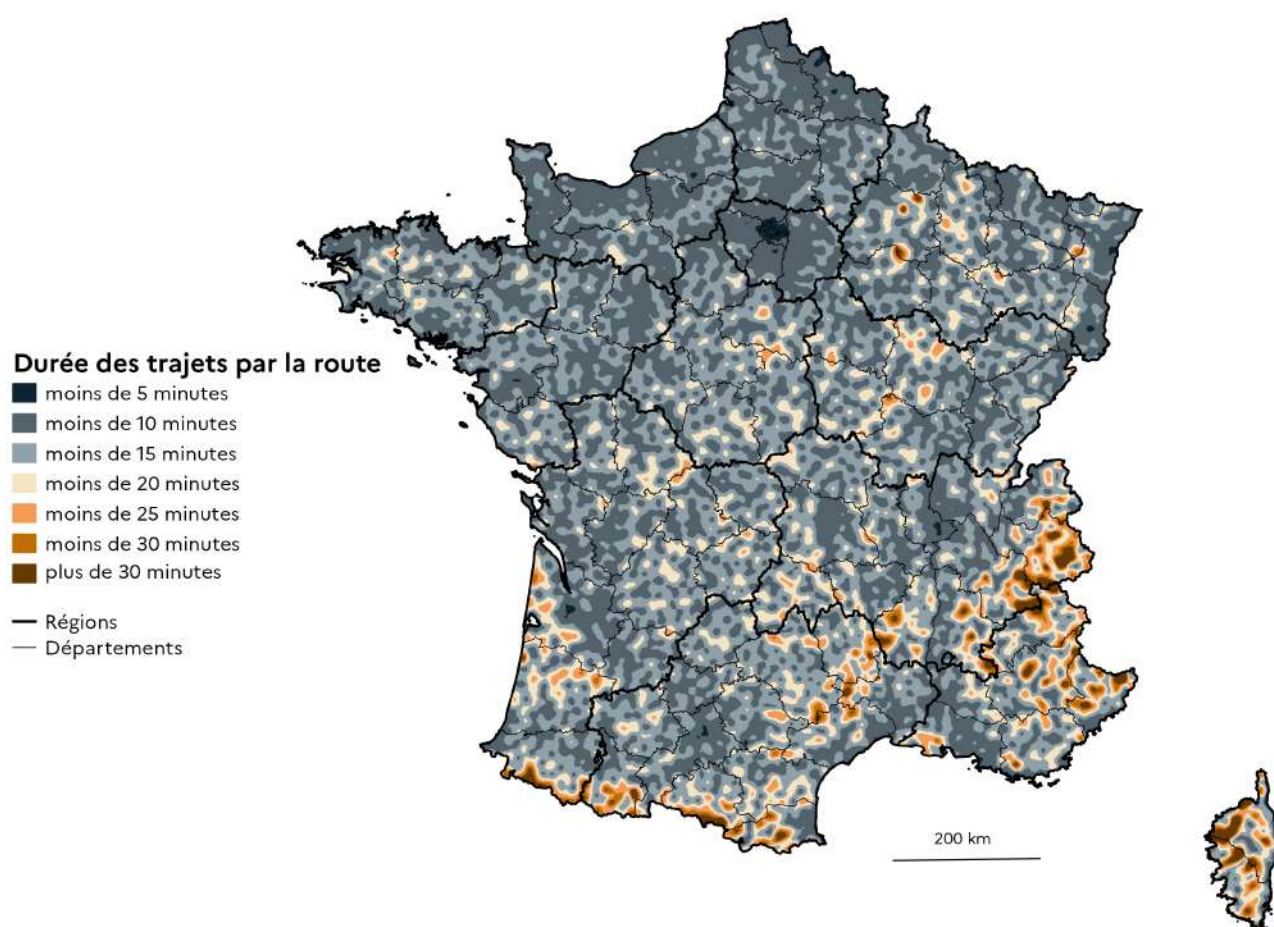 Durée des trajets par la route
moins de 5 minutes
moins de 10 minutes
moins de 15 minutes
moins de 20 minutes
moins de 25 minutes
moins de 30 minutes
plus de 30 minutes
Régions
Départements
200 km